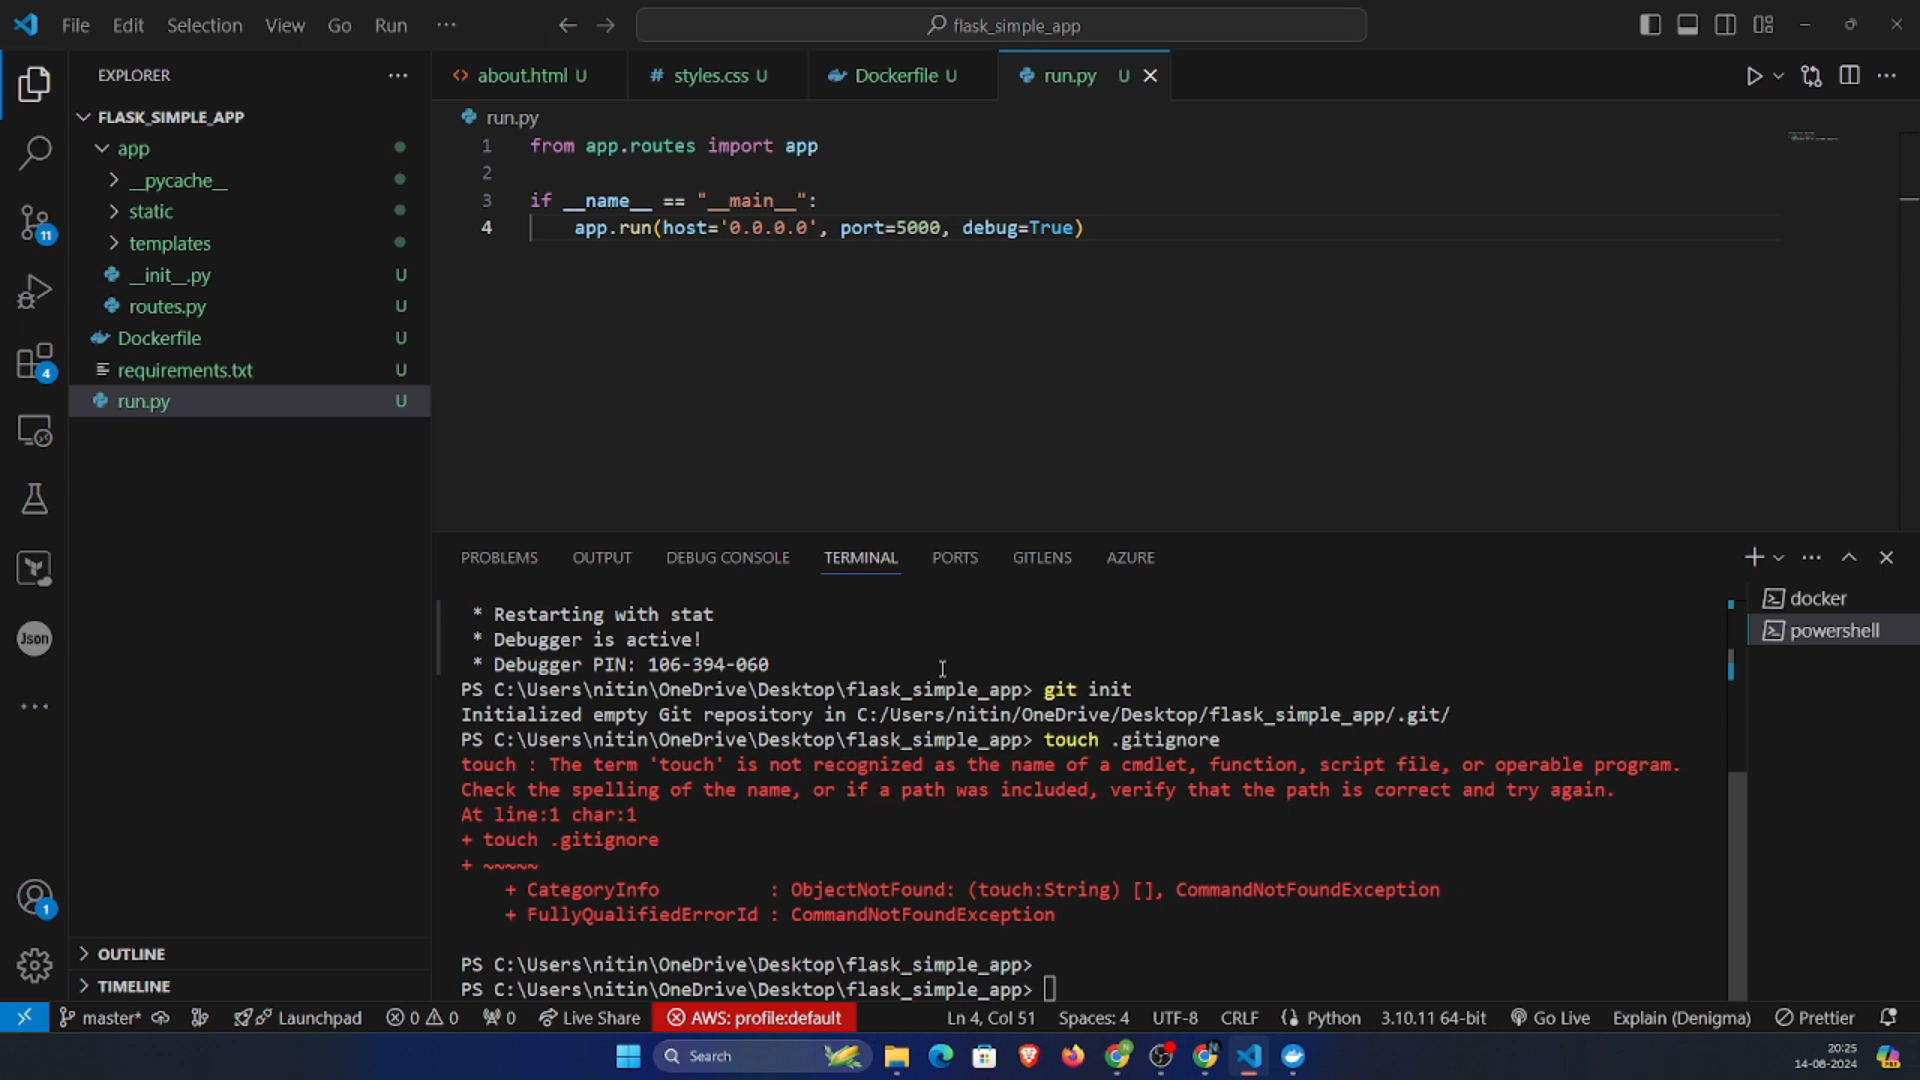 File Edit Selection View Go Run ···
flask_simple_app
EXPLORER
FLASK_SIMPLE_APP
app
__pycache__
static
templates
__init__.py U
routes.py U
Dockerfile U
requirements.txt U
run.py U
OUTLINE
TIMELINE
11
4
Json
1
about.html U
# styles.css U
Dockerfile U
run.py U
run.py
1 from app.routes import app
2
3 if __name__ == "__main__":
4 app.run(host='0.0.0.0', port=5000, debug=True)
PROBLEMS OUTPUT DEBUG CONSOLE TERMINAL PORTS GITLENS AZURE
docker
powershell
* Restarting with stat
* Debugger is active!
* Debugger PIN: 106-394-060
PS C:\Users\nitin\OneDrive\Desktop\flask_simple_app> git init
Initialized empty Git repository in C:/Users/nitin/OneDrive/Desktop/flask_simple_app/.git/
PS C:\Users\nitin\OneDrive\Desktop\flask_simple_app> touch .gitignore
touch : The term 'touch' is not recognized as the name of a cmdlet, function, script file, or operable program.
Check the spelling of the name, or if a path was included, verify that the path is correct and try again.
At line:1 char:1
+ touch .gitignore
+ ~~~~~
+ CategoryInfo : ObjectNotFound: (touch:String) [], CommandNotFoundException
+ FullyQualifiedErrorId : CommandNotFoundException
PS C:\Users\nitin\OneDrive\Desktop\flask_simple_app>
PS C:\Users\nitin\OneDrive\Desktop\flask_simple_app>
master* Launchpad 0 0 0 Live Share AWS: profile:default Ln 4, Col 51 Spaces: 4 UTF-8 CRLF Python 3.10.11 64-bit Go Live Explain (Denigma) Prettier
Search
20:25
14-08-2024